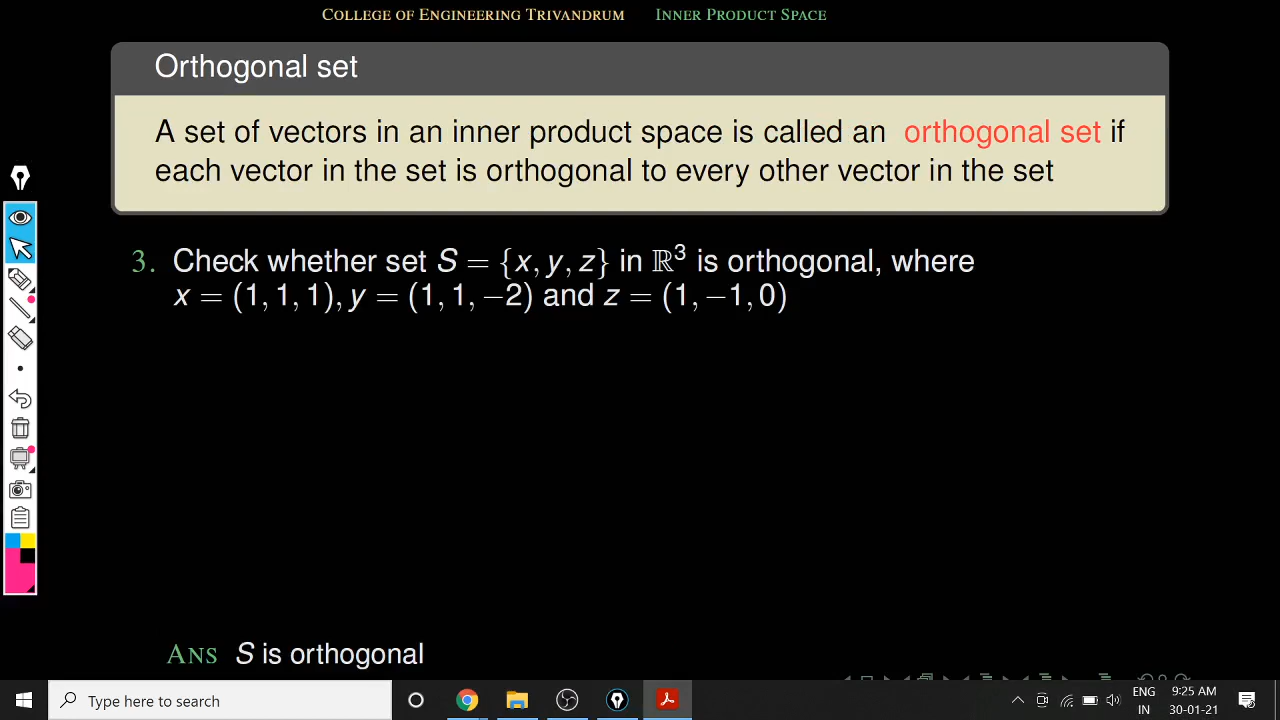 COLLEGE OF ENGINEERING TRIVANDRUM INNER PRODUCT SPACE
Orthogonal set
A set of vectors in an inner product space is called an orthogonal set if
each vector in the set is orthogonal to every other vector in the set
3. Check whether set S = {x, y, z} in ℝ³ is orthogonal, where
x = (1, 1, 1), y = (1, 1, −2) and z = (1, −1, 0)
ANS S is orthogonal
Type here to search
ENG
IN
9:25 AM
30-01-21